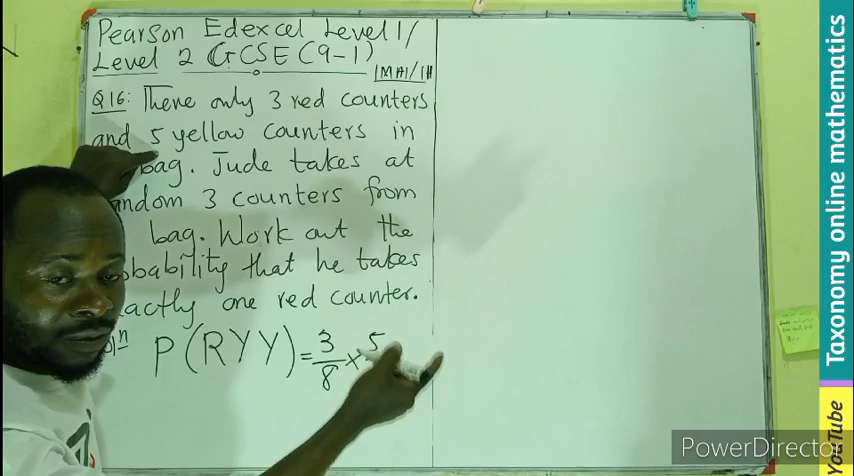 Pearson Edexcel Level 1/
Level 2 GCSE (9-1)
1MA1/1H
Q16: There only 3 red counters
and 5 yellow counters in
bag. Jude takes at
random 3 counters from
bag. Work out the
obability that he takes
actly one red counter.
P(RYY) = 3/8 × 5
Taxonomy online mathematics
YouTube
PowerDirector